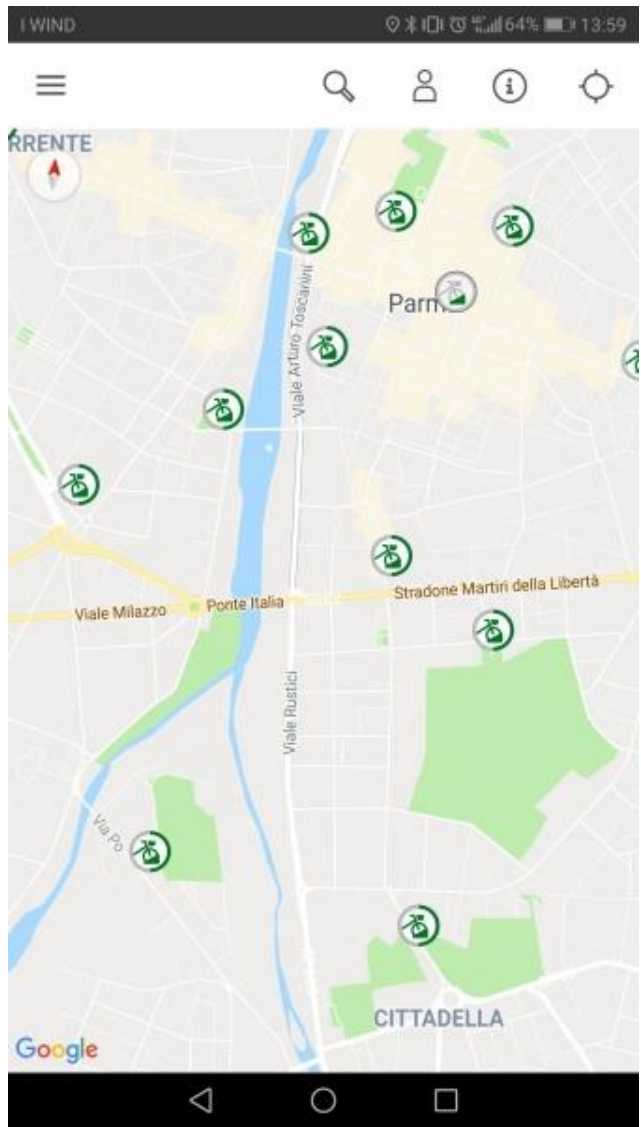 I WIND
64% 13:59
RRENTE
Viale Arturo Toscanini
Parm
Viale Milazzo
Ponte Italia
Stradone Martiri della Libertà
Viale Rustici
Via Po
CITTADELLA
Google